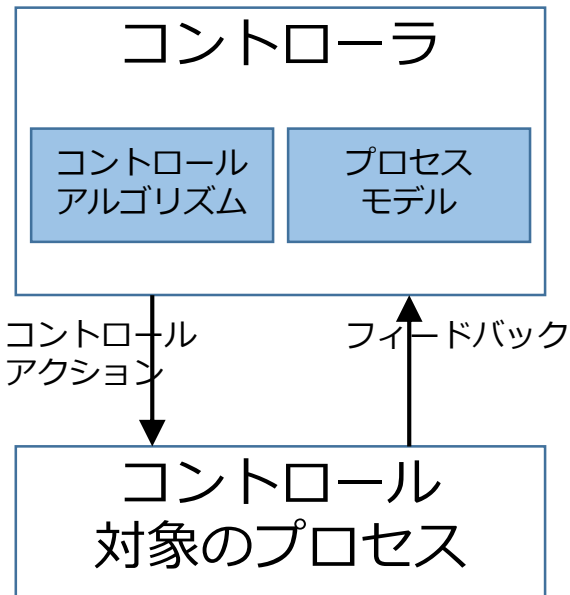 コントローラ
コントロール
アルゴリズム
プロセス
モデル
コントロール
アクション
フィードバック
コントロール
対象のプロセス